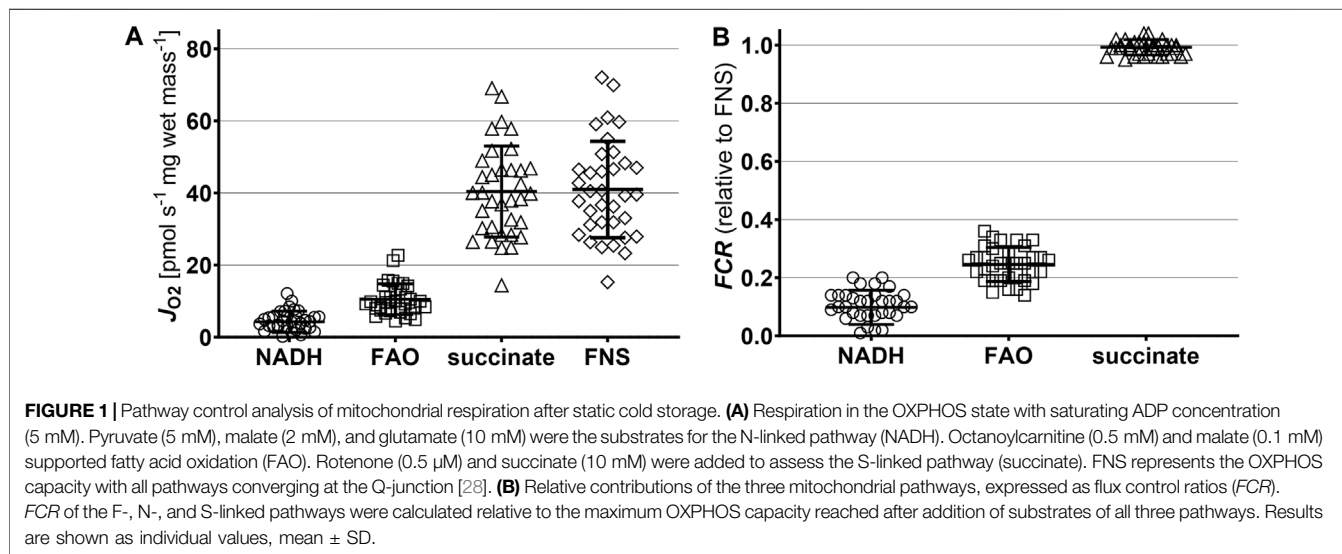 A
B
J O2 [pmol s⁻¹ mg wet mass⁻¹]
80
60
40
20
0
NADH FAO succinate FNS
FCR (relative to FNS)
1.0
0.8
0.6
0.4
0.2
0.0
NADH FAO succinate
FIGURE 1 | Pathway control analysis of mitochondrial respiration after static cold storage. (A) Respiration in the OXPHOS state with saturating ADP concentration
(5 mM). Pyruvate (5 mM), malate (2 mM), and glutamate (10 mM) were the substrates for the N-linked pathway (NADH). Octanoylcarnitine (0.5 mM) and malate (0.1 mM)
supported fatty acid oxidation (FAO). Rotenone (0.5 µM) and succinate (10 mM) were added to assess the S-linked pathway (succinate). FNS represents the OXPHOS
capacity with all pathways converging at the Q-junction [28]. (B) Relative contributions of the three mitochondrial pathways, expressed as flux control ratios (FCR).
FCR of the F-, N-, and S-linked pathways were calculated relative to the maximum OXPHOS capacity reached after addition of substrates of all three pathways. Results
are shown as individual values, mean ± SD.